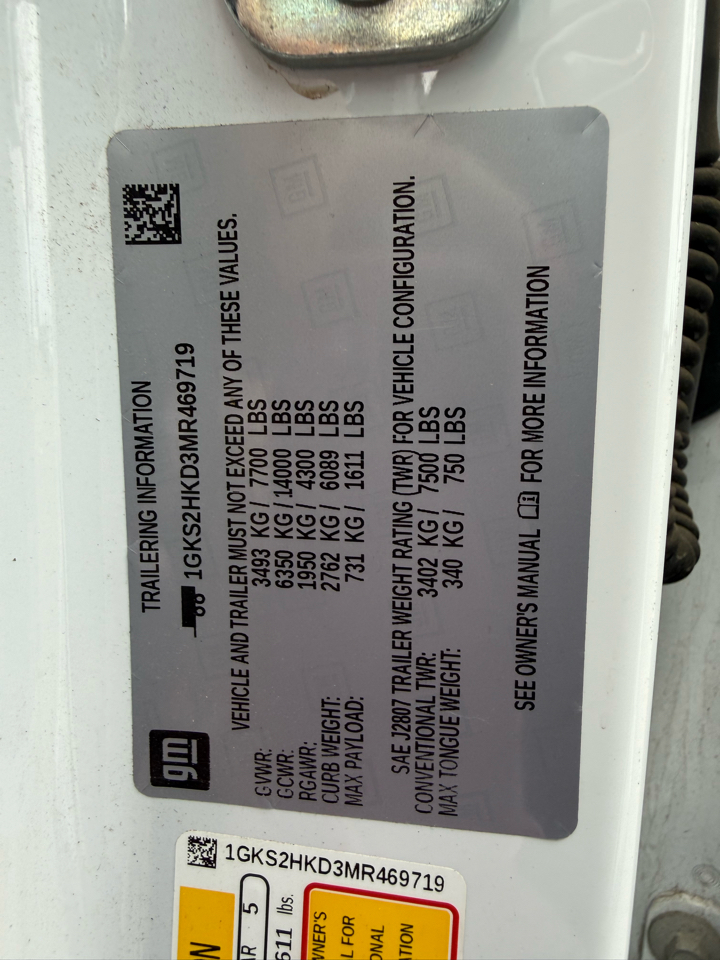 TRAILERING INFORMATION
1GKS2HKD3MR469719
VEHICLE AND TRAILER MUST NOT EXCEED ANY OF THESE VALUES.
GVWR: 3493 KG / 7700 LBS
GCWR: 6350 KG / 14000 LBS
RGAWR: 1950 KG / 4300 LBS
CURB WEIGHT: 2762 KG / 6089 LBS
MAX PAYLOAD: 731 KG / 1611 LBS
SAE J2807 TRAILER WEIGHT RATING (TWR) FOR VEHICLE CONFIGURATION.
CONVENTIONAL TWR: 3402 KG / 7500 LBS
MAX TONGUE WEIGHT: 340 KG / 750 LBS
SEE OWNER'S MANUAL FOR MORE INFORMATION
gm
1GKS2HKD3MR469719
5
lbs.
FOR